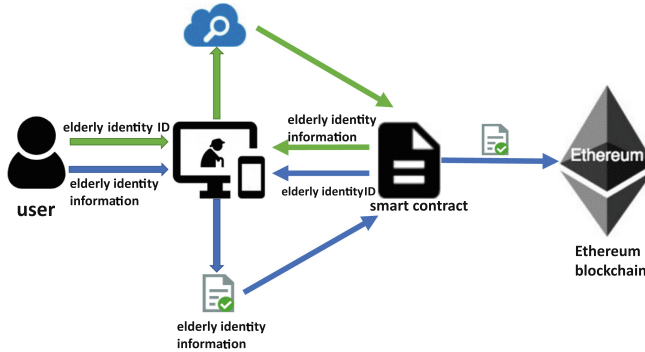 elderly identity ID
elderly identity
information
user
elderly identity
information
elderly identityID
smart contract
Ethereum
Ethereum
blockchain
elderly identity
information